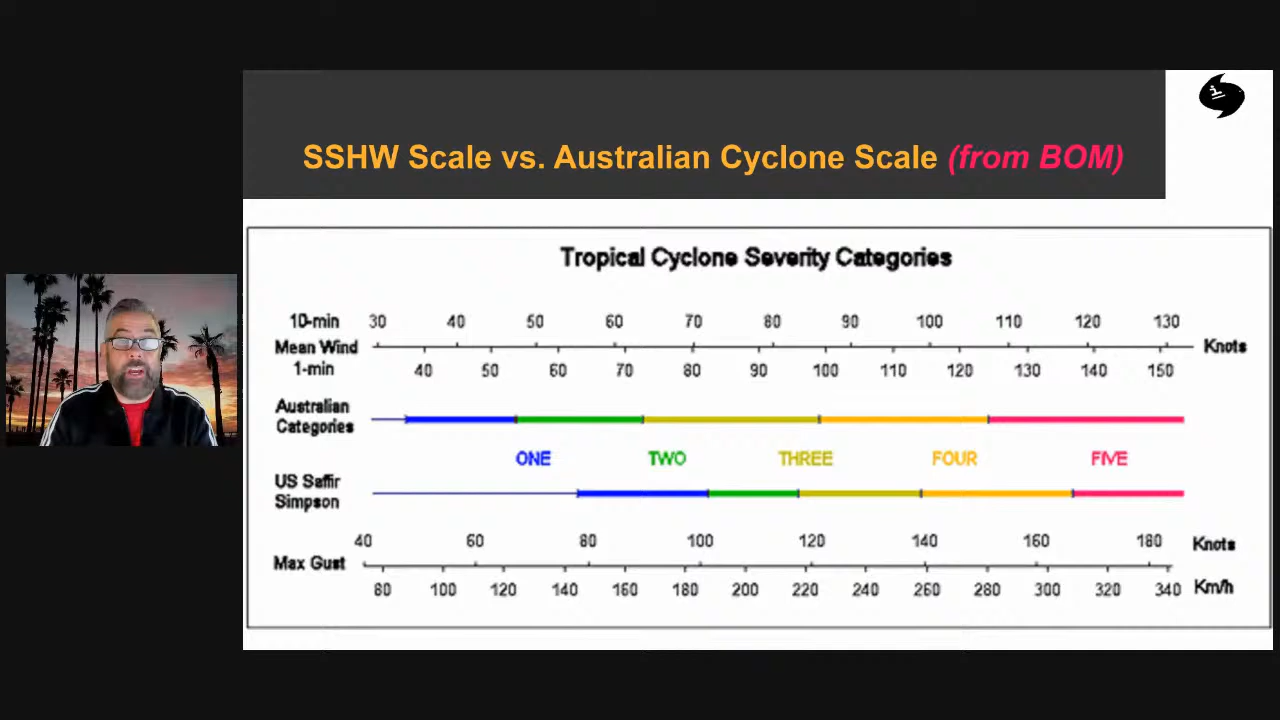 SSHW Scale vs. Australian Cyclone Scale (from BOM)
Tropical Cyclone Severity Categories
10-min 30 40 50 60 70 80 90 100 110 120 130
Mean Wind Knots
1-min 40 50 60 70 80 90 100 110 120 130 140 150
Australian
Categories
ONE TWO THREE FOUR FIVE
US Saffir
Simpson
40 60 80 100 120 140 160 180 Knots
Max Gust
80 100 120 140 160 180 200 220 240 260 280 300 320 340 Km/h